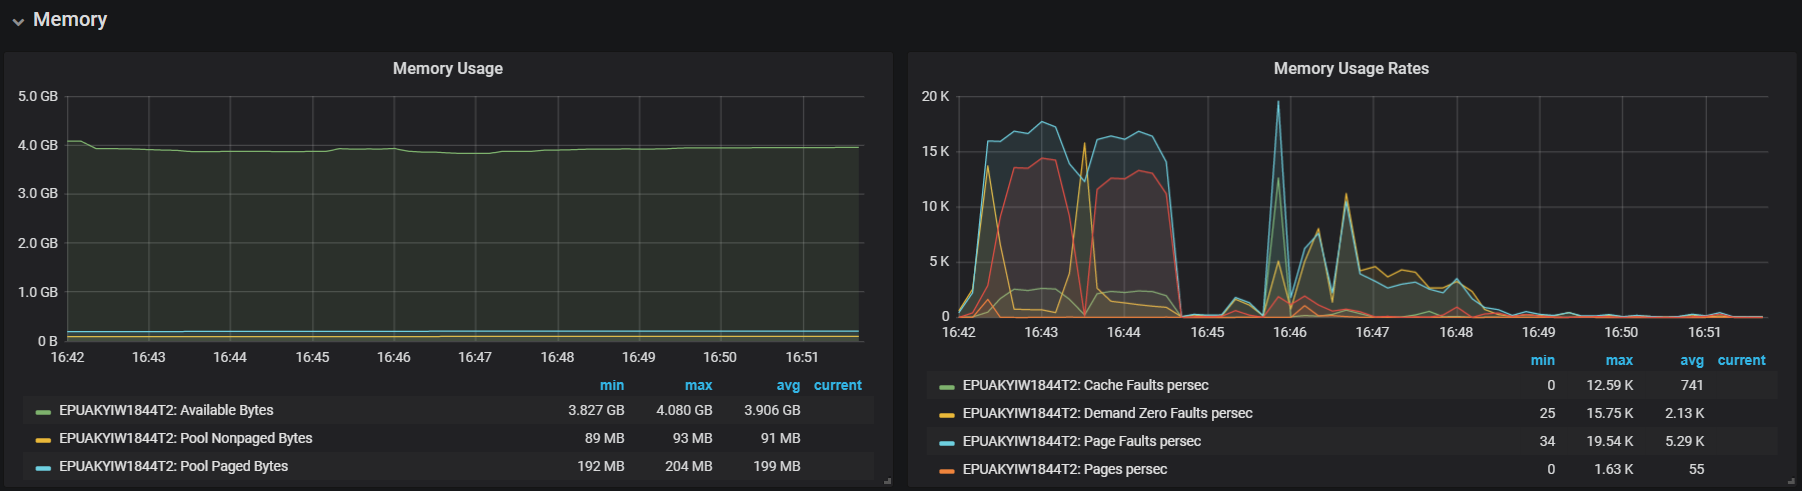 Memory
Memory Usage
5.0 GB
4.0 GB
3.0 GB
2.0 GB
1.0 GB
0 B
16:42 16:43 16:44 16:45 16:46 16:47 16:48 16:49 16:50 16:51
min max avg current
EPUAKYIW1844T2: Available Bytes 3.827 GB 4.080 GB 3.906 GB
EPUAKYIW1844T2: Pool Nonpaged Bytes 89 MB 93 MB 91 MB
EPUAKYIW1844T2: Pool Paged Bytes 192 MB 204 MB 199 MB
Memory Usage Rates
20 K
15 K
10 K
5 K
0
16:42 16:43 16:44 16:45 16:46 16:47 16:48 16:49 16:50 16:51
min max avg current
EPUAKYIW1844T2: Cache Faults persec 0 12.59 K 741
EPUAKYIW1844T2: Demand Zero Faults persec 25 15.75 K 2.13 K
EPUAKYIW1844T2: Page Faults persec 34 19.54 K 5.29 K
EPUAKYIW1844T2: Pages persec 0 1.63 K 55